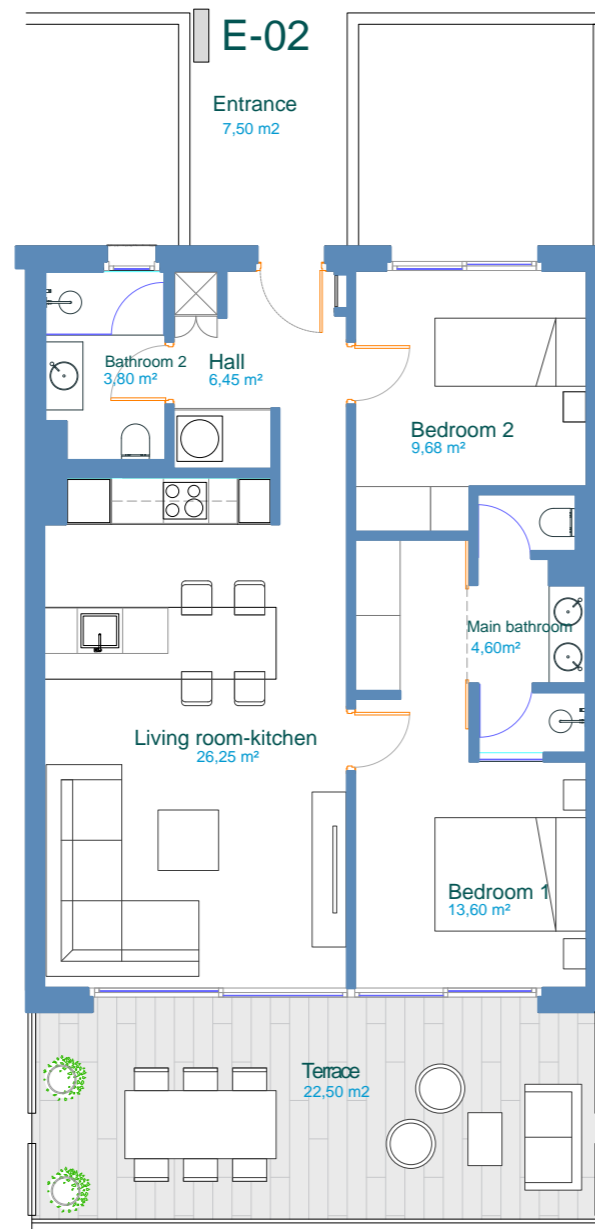 E-02
Entrance
7,50 m2
Bathroom 2
3,80 m²
Hall
6,45 m²
Bedroom 2
9,68 m²
Main bathroom
4,60m²
Living room-kitchen
26,25 m²
Bedroom 1
13,60 m²
Terrace
22,50 m2